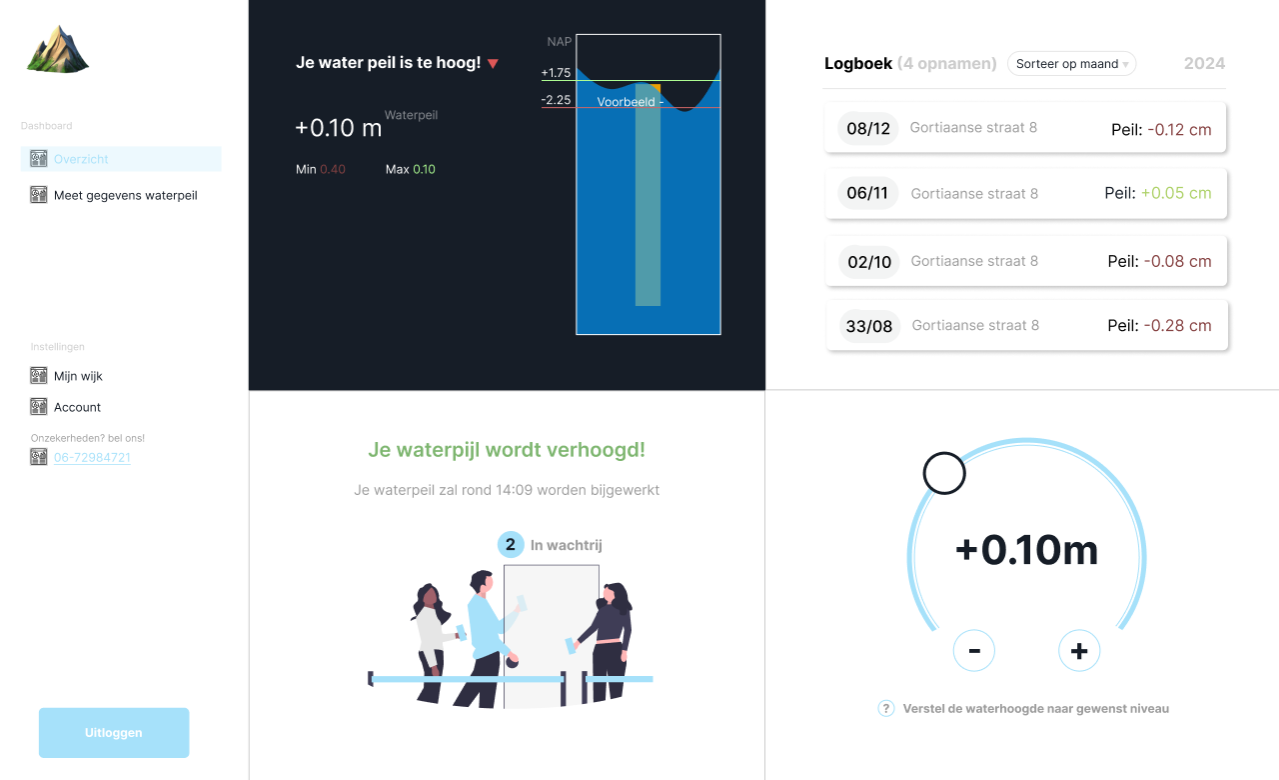 Dashboard
Overzicht
Meet gegevens waterpeil
Instellingen
Mijn wijk
Account
Onzekerheden? bel ons!
06-72984721
Uitloggen
Je water peil is te hoog!
+0.10 m Waterpeil
Min 0.40 Max 0.10
NAP
+1.75
-2.25
Voorbeeld -
Logboek (4 opnamen) Sorteer op maand 2024
08/12 Gortiaanse straat 8 Peil: -0.12 cm
06/11 Gortiaanse straat 8 Peil: +0.05 cm
02/10 Gortiaanse straat 8 Peil: -0.08 cm
33/08 Gortiaanse straat 8 Peil: -0.28 cm
Je waterpijl wordt verhoogd!
Je waterpeil zal rond 14:09 worden bijgewerkt
2 In wachtrij
+0.10m
- +
? Verstel de waterhoogde naar gewenst niveau